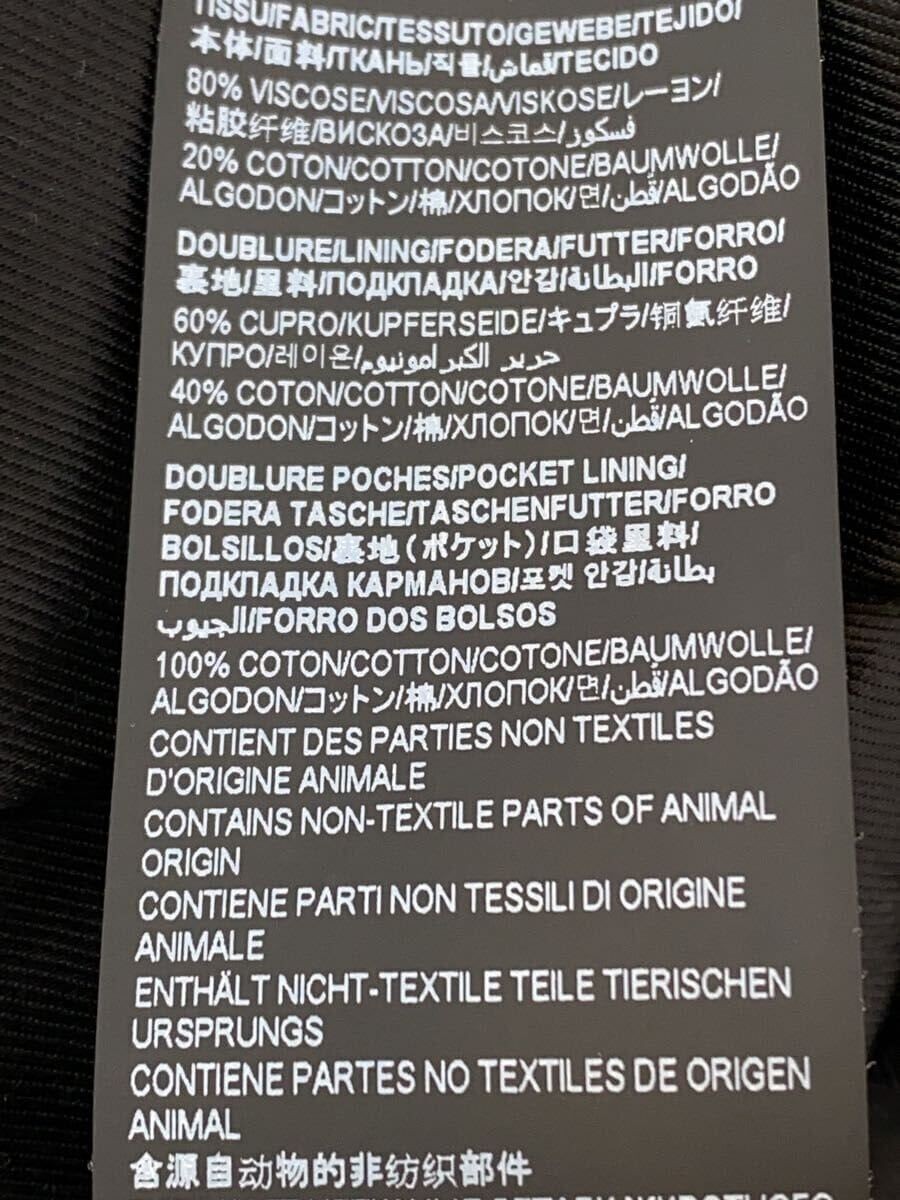 TISSU/FABRIC/TESSUTO/GEWEBE/TEJIDO/
本体/面料/ТКАНЬ/직물/قماش/TECIDO
80% VISCOSE/VISCOSA/VISKOSE/レーヨン/
粘胶纤维/ВИСКОЗА/비스코스/فسكوز
20% COTON/COTTON/COTONE/BAUMWOLLE/
ALGODON/コットン/棉/ХЛОПОК/면/قطن/ALGODÃO
DOUBLURE/LINING/FODERA/FUTTER/FORRO/
裏地/里料/ПОДКЛАДКА/안감/البطانة/FORRO
60% CUPRO/KUPFERSEIDE/キュプラ/铜氨纤维/
КУПРО/레이온/حرير الكبرامونيوم
40% COTON/COTTON/COTONE/BAUMWOLLE/
ALGODON/コットン/棉/ХЛОПОК/면/قطن/ALGODÃO
DOUBLURE POCHES/POCKET LINING/
FODERA TASCHE/TASCHENFUTTER/FORRO
BOLSILLOS/裏地(ポケット)/口袋里料/
ПОДКЛАДКА КАРМАНОВ/포켓 안감/بطانة
الجيوب/FORRO DOS BOLSOS
100% COTON/COTTON/COTONE/BAUMWOLLE/
ALGODON/コットン/棉/ХЛОПОК/면/قطن/ALGODÃO
CONTIENT DES PARTIES NON TEXTILES
D'ORIGINE ANIMALE
CONTAINS NON-TEXTILE PARTS OF ANIMAL
ORIGIN
CONTIENE PARTI NON TESSILI DI ORIGINE
ANIMALE
ENTHÄLT NICHT-TEXTILE TEILE TIERISCHEN
URSPRUNGS
CONTIENE PARTES NO TEXTILES DE ORIGEN
ANIMAL
含源自动物的非纺织部件